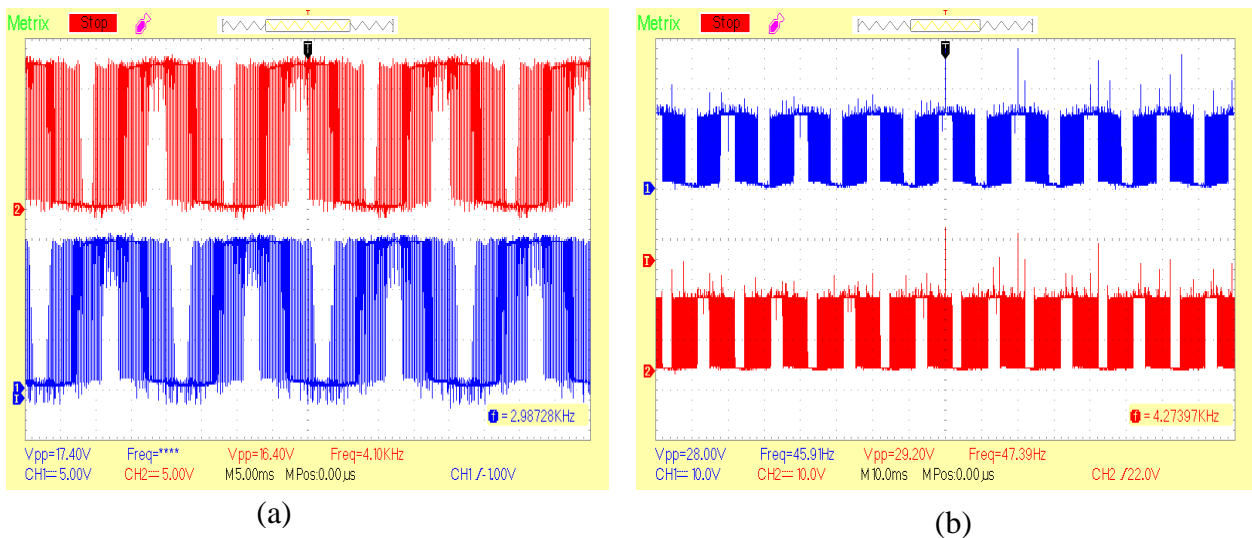 Metrix Stop
T
T
2
1
T
f = 2.98728KHz
Vpp=17.40V Freq=**** Vpp=16.40V Freq=4.10KHz
CH1 5.00V CH2 5.00V M5.00ms MPos:0.00µs CH1 /-1.00V
(a)
Metrix Stop
T
T
1
T
2
f = 4.27397KHz
Vpp=28.00V Freq=45.91Hz Vpp=29.20V Freq=47.39Hz
CH1 10.0V CH2 10.0V M10.0ms MPos:0.00µs CH2 /22.0V
(b)